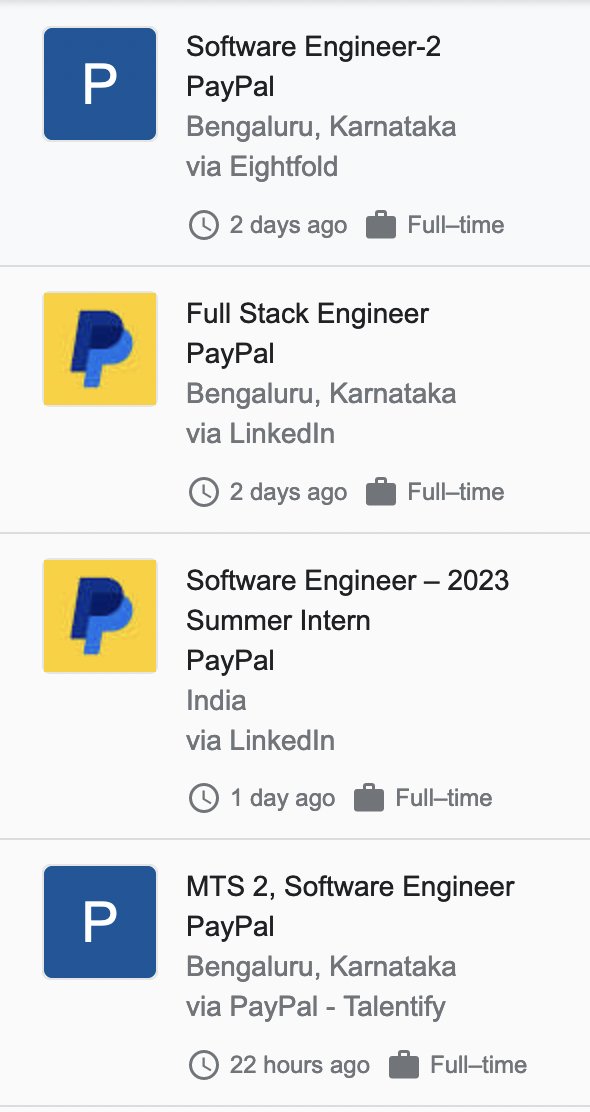 P
Software Engineer-2
PayPal
Bengaluru, Karnataka
via Eightfold
2 days ago Full–time
Full Stack Engineer
PayPal
Bengaluru, Karnataka
via LinkedIn
2 days ago Full–time
Software Engineer – 2023
Summer Intern
PayPal
India
via LinkedIn
1 day ago Full–time
P
MTS 2, Software Engineer
PayPal
Bengaluru, Karnataka
via PayPal - Talentify
22 hours ago Full–time